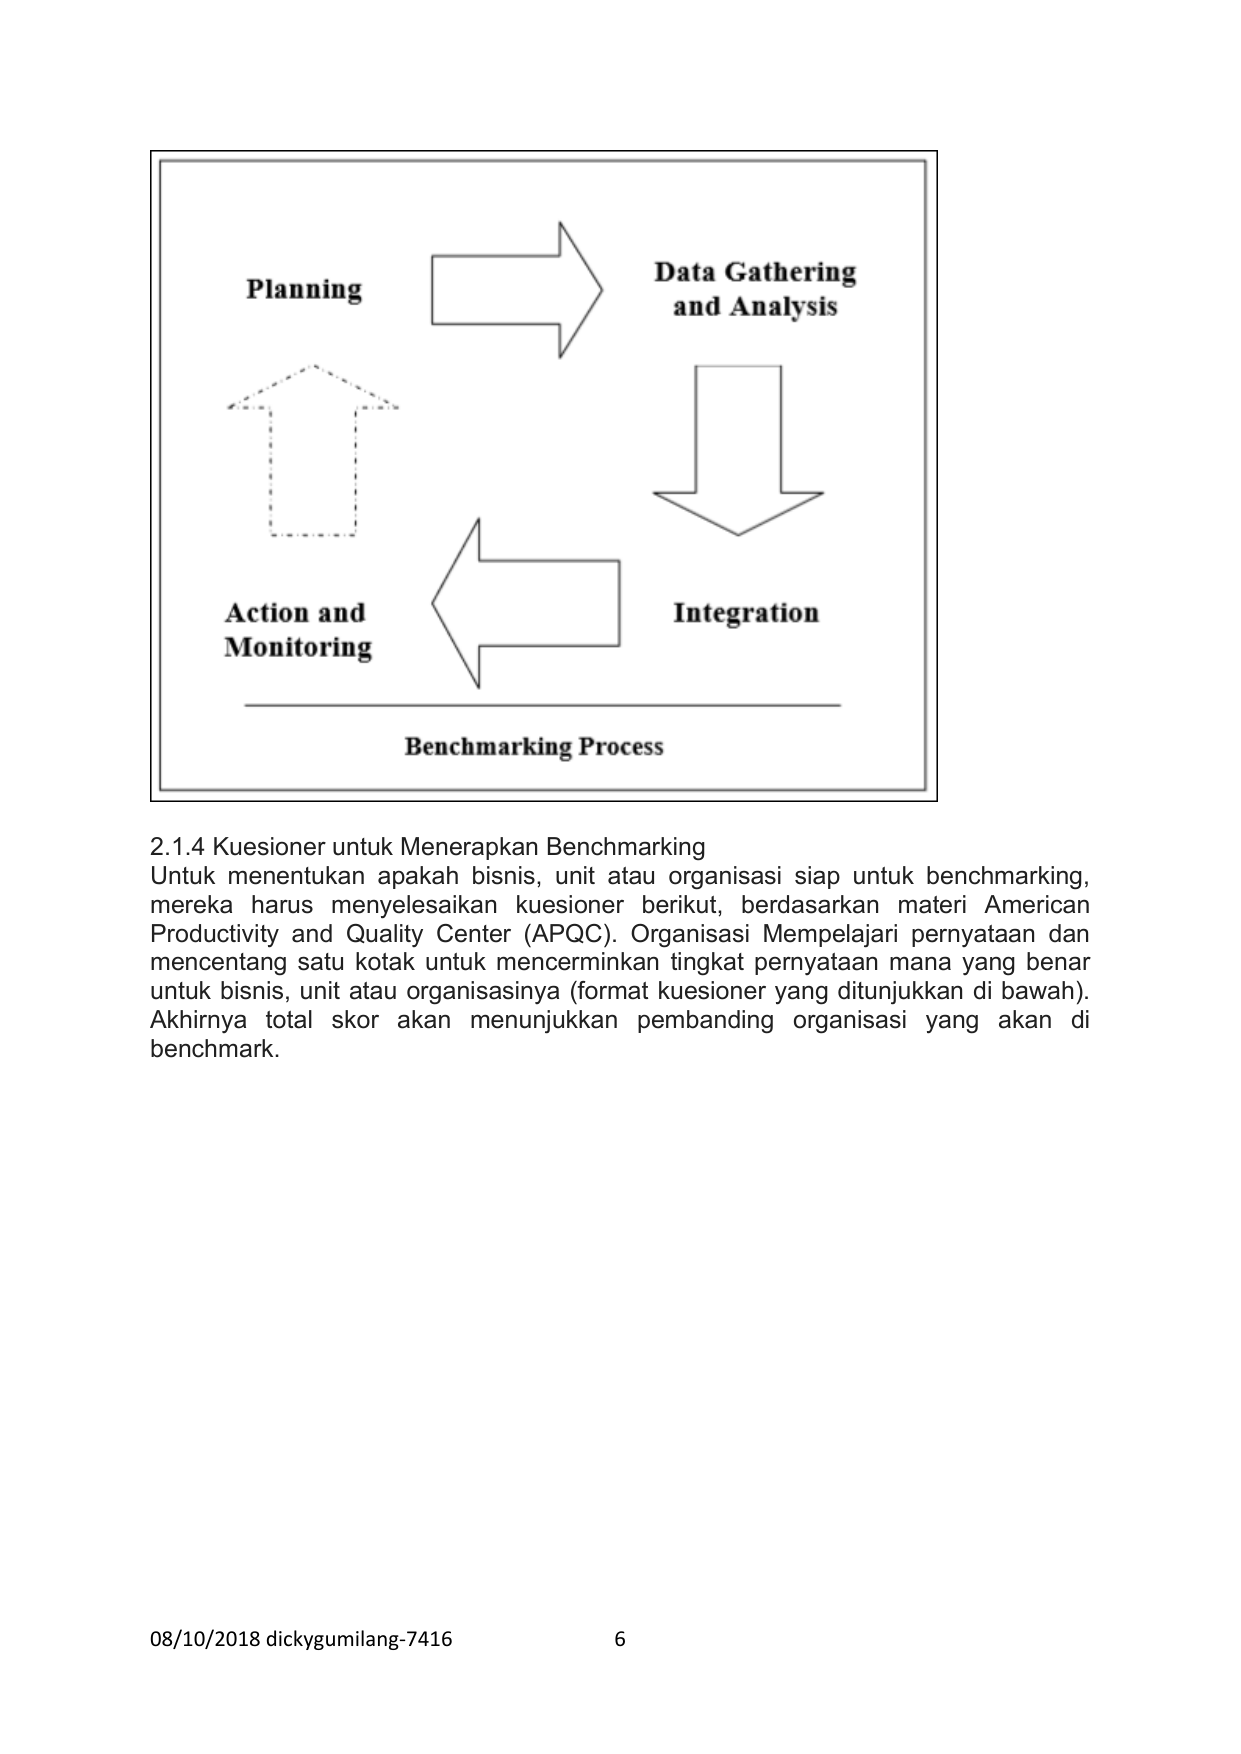 Planning
Data Gathering
and Analysis
Action and
Monitoring
Integration
Benchmarking Process
2.1.4 Kuesioner untuk Menerapkan Benchmarking
Untuk menentukan apakah bisnis, unit atau organisasi siap untuk benchmarking,
mereka harus menyelesaikan kuesioner berikut, berdasarkan materi American
Productivity and Quality Center (APQC). Organisasi Mempelajari pernyataan dan
mencentang satu kotak untuk mencerminkan tingkat pernyataan mana yang benar
untuk bisnis, unit atau organisasinya (format kuesioner yang ditunjukkan di bawah).
Akhirnya total skor akan menunjukkan pembanding organisasi yang akan di
benchmark.
08/10/2018 dickygumilang-7416 6